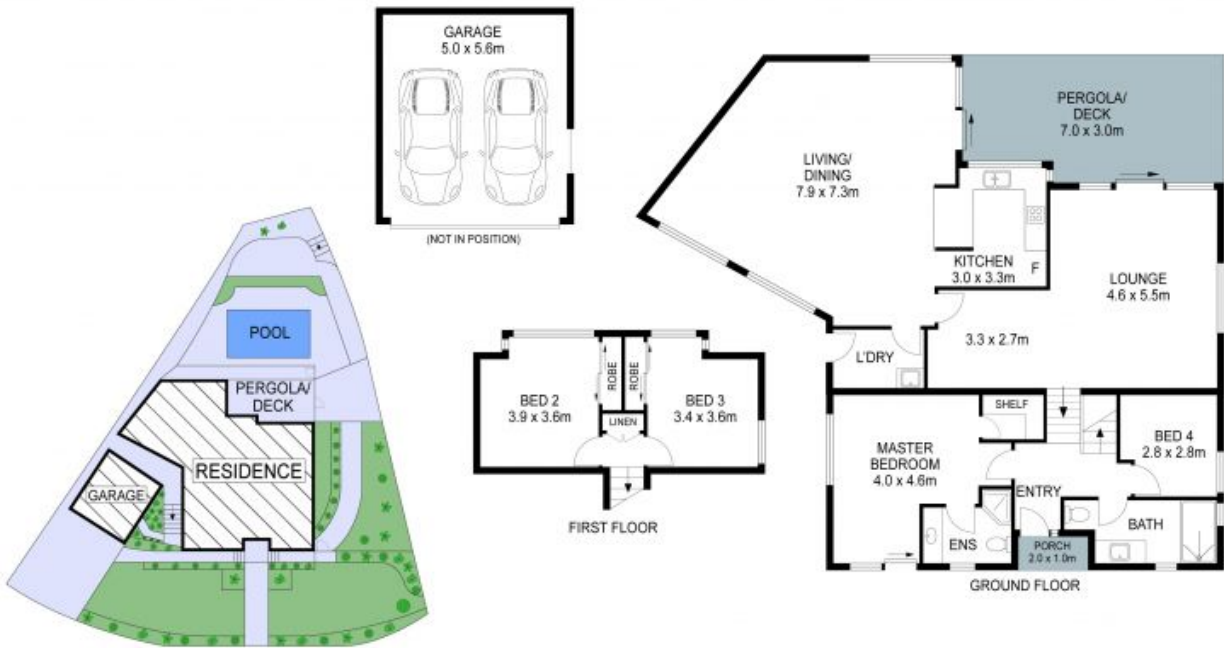 GARAGE
5.0 x 5.6m
(NOT IN POSITION)
PERGOLA/
DECK
7.0 x 3.0m
LIVING/
DINING
7.9 x 7.3m
KITCHEN
3.0 x 3.3m
F
LOUNGE
4.6 x 5.5m
3.3 x 2.7m
L'DRY
SHELF
MASTER
BEDROOM
4.0 x 4.6m
BED 4
2.8 x 2.8m
ENTRY
ENS
BATH
PORCH
2.0 x 1.0m
GROUND FLOOR
BED 2
3.9 x 3.6m
ROBE
ROBE
BED 3
3.4 x 3.6m
LINEN
FIRST FLOOR
POOL
PERGOLA/
DECK
RESIDENCE
GARAGE